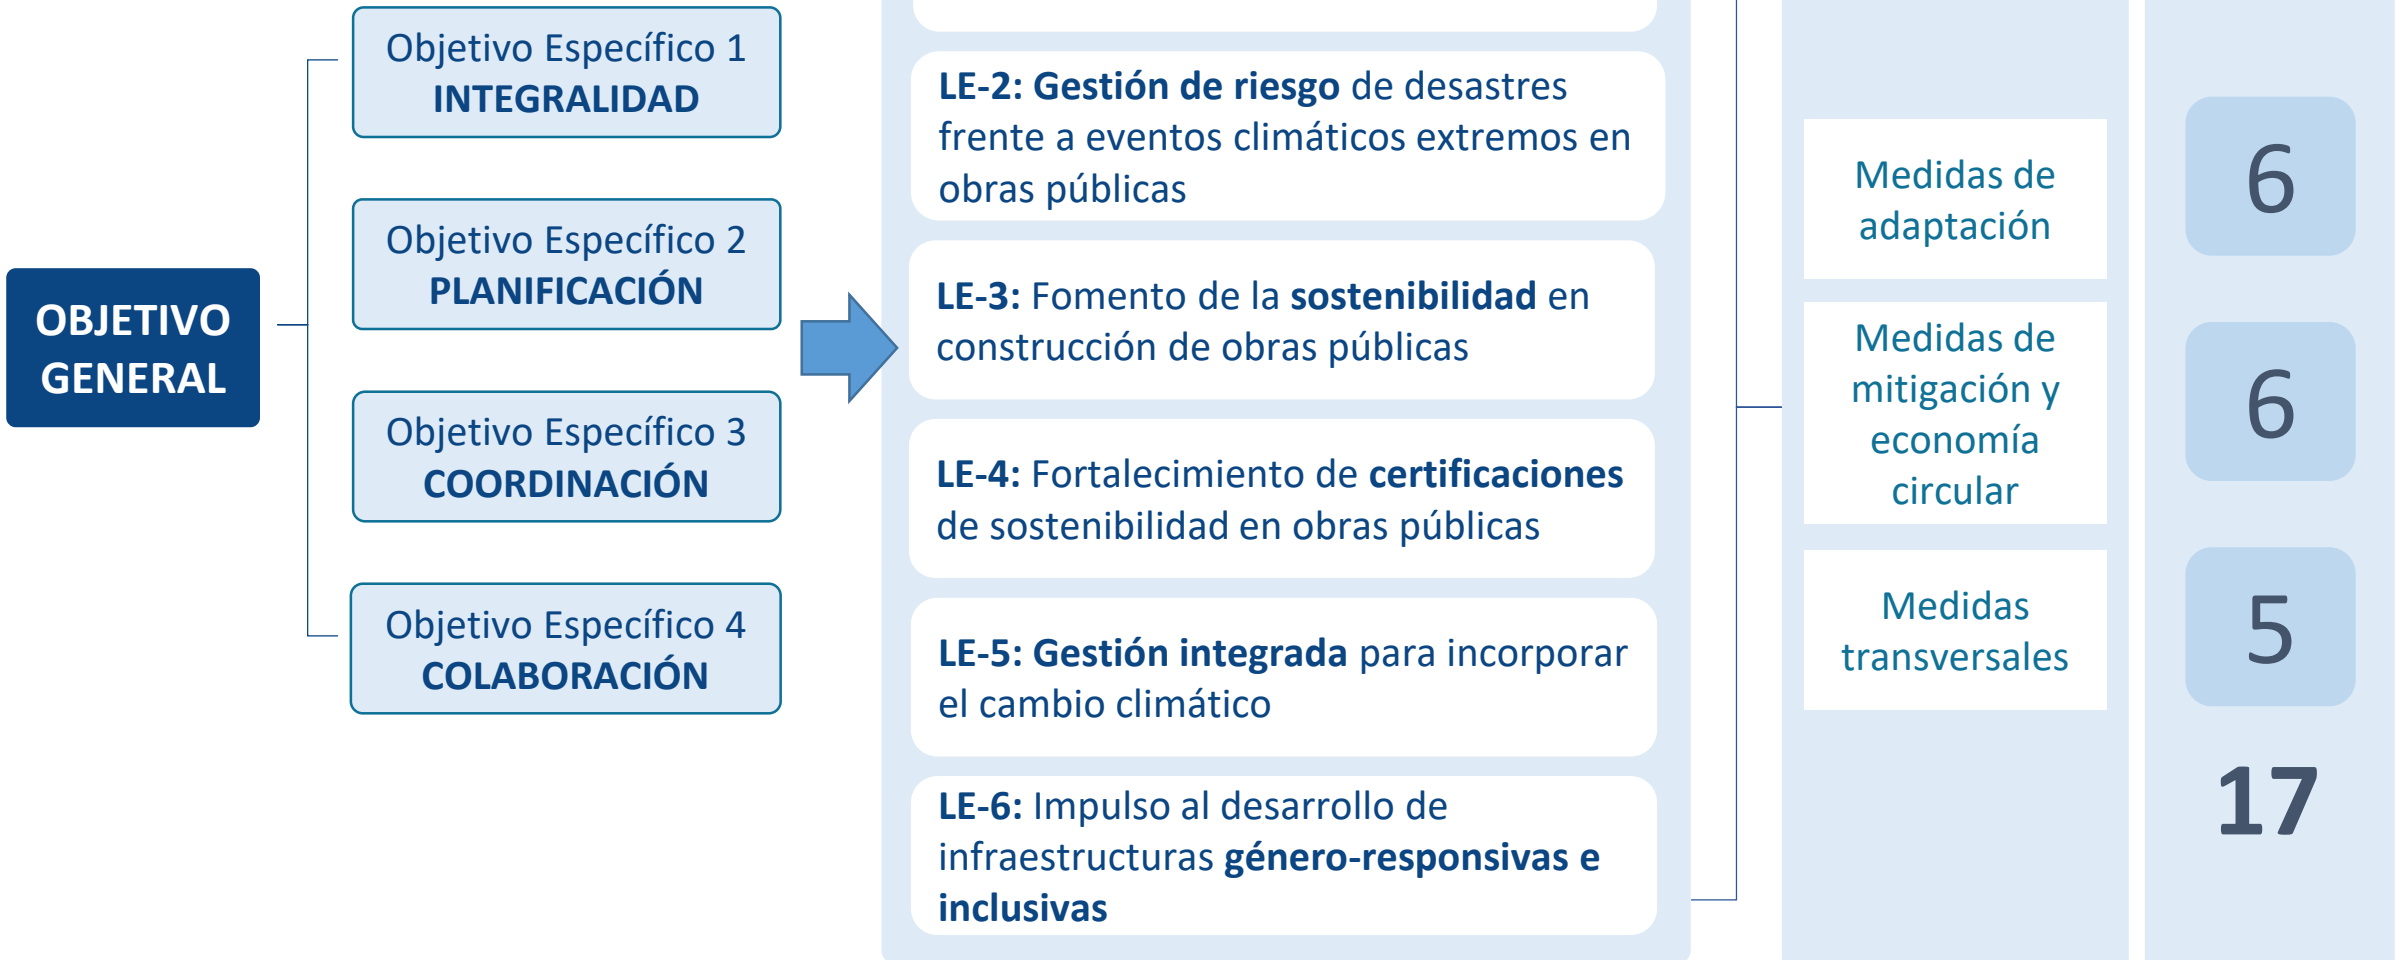 OBJETIVO
GENERAL
Objetivo Específico 1
INTEGRALIDAD
Objetivo Específico 2
PLANIFICACIÓN
Objetivo Específico 3
COORDINACIÓN
Objetivo Específico 4
COLABORACIÓN
LE-2: Gestión de riesgo de desastres
frente a eventos climáticos extremos en
obras públicas
LE-3: Fomento de la sostenibilidad en
construcción de obras públicas
LE-4: Fortalecimiento de certificaciones
de sostenibilidad en obras públicas
LE-5: Gestión integrada para incorporar
el cambio climático
LE-6: Impulso al desarrollo de
infraestructuras género-responsivas e
inclusivas
Medidas de
adaptación
Medidas de
mitigación y
economía
circular
Medidas
transversales
6
6
5
17